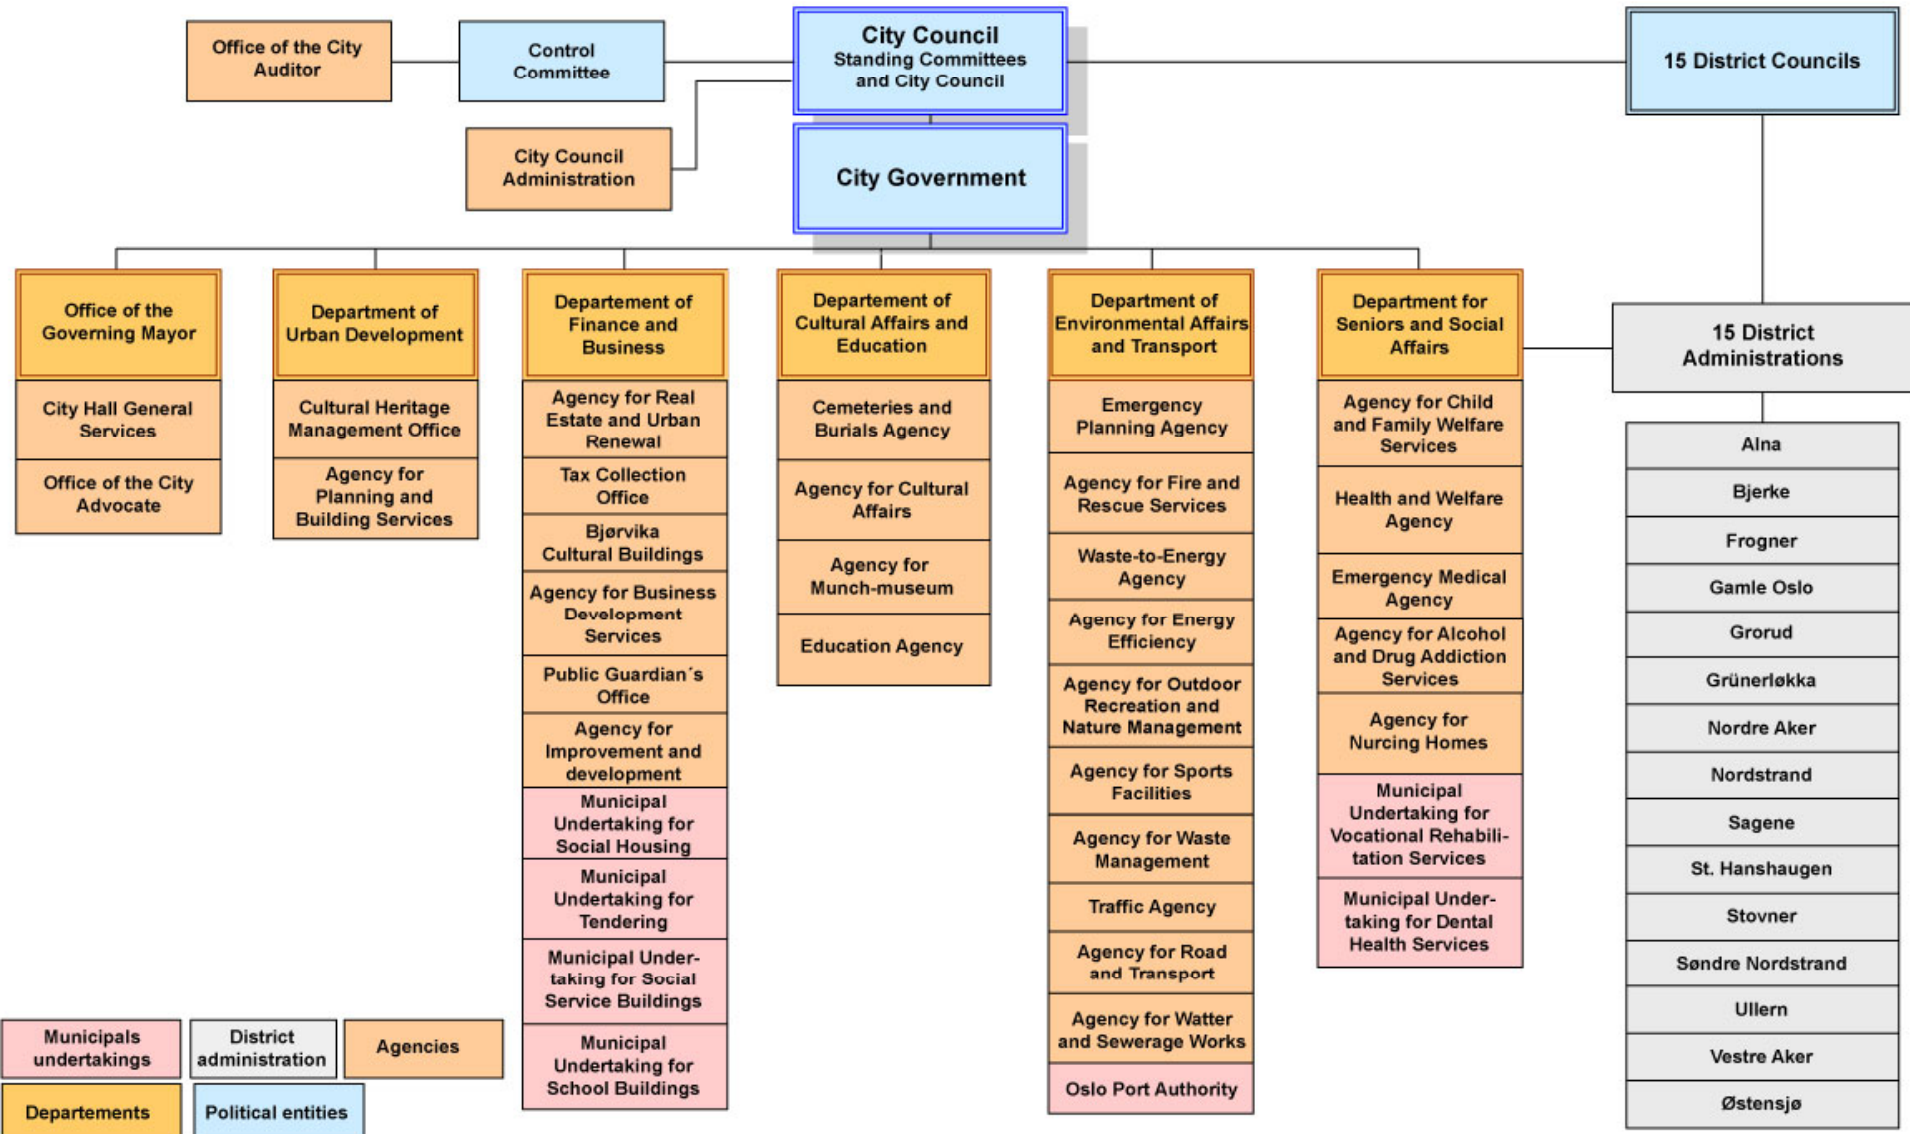 Office of the City
Auditor
Control
Committee
City Council
Standing Committees
and City Council
15 District Councils
City Council
Administration
City Government
Office of the
Governing Mayor
City Hall General
Services
Office of the City
Advocate
Department of
Urban Development
Cultural Heritage
Management Office
Agency for
Planning and
Building Services
Departement of
Finance and
Business
Agency for Real
Estate and Urban
Renewal
Tax Collection
Office
Bjørvika
Cultural Buildings
Agency for Business
Development
Services
Public Guardian´s
Office
Agency for
Improvement and
development
Municipal
Undertaking for
Social Housing
Municipal
Undertaking for
Tendering
Municipal Under-
taking for Social
Service Buildings
Municipal
Undertaking for
School Buildings
Departement of
Cultural Affairs and
Education
Cemeteries and
Burials Agency
Agency for Cultural
Affairs
Agency for
Munch-museum
Education Agency
Department of
Environmental Affairs
and Transport
Emergency
Planning Agency
Agency for Fire and
Rescue Services
Waste-to-Energy
Agency
Agency for Energy
Efficiency
Agency for Outdoor
Recreation and
Nature Management
Agency for Sports
Facilities
Agency for Waste
Management
Traffic Agency
Agency for Road
and Transport
Agency for Watter
and Sewerage Works
Oslo Port Authority
Department for
Seniors and Social
Affairs
Agency for Child
and Family Welfare
Services
Health and Welfare
Agency
Emergency Medical
Agency
Agency for Alcohol
and Drug Addiction
Services
Agency for
Nurcing Homes
Municipal
Undertaking for
Vocational Rehabili-
tation Services
Municipal Under-
taking for Dental
Health Services
15 District
Administrations
Alna
Bjerke
Frogner
Gamle Oslo
Grorud
Grünerløkka
Nordre Aker
Nordstrand
Sagene
St. Hanshaugen
Stovner
Søndre Nordstrand
Ullern
Vestre Aker
Østensjø
Municipals
undertakings
District
administration
Agencies
Departements
Political entities